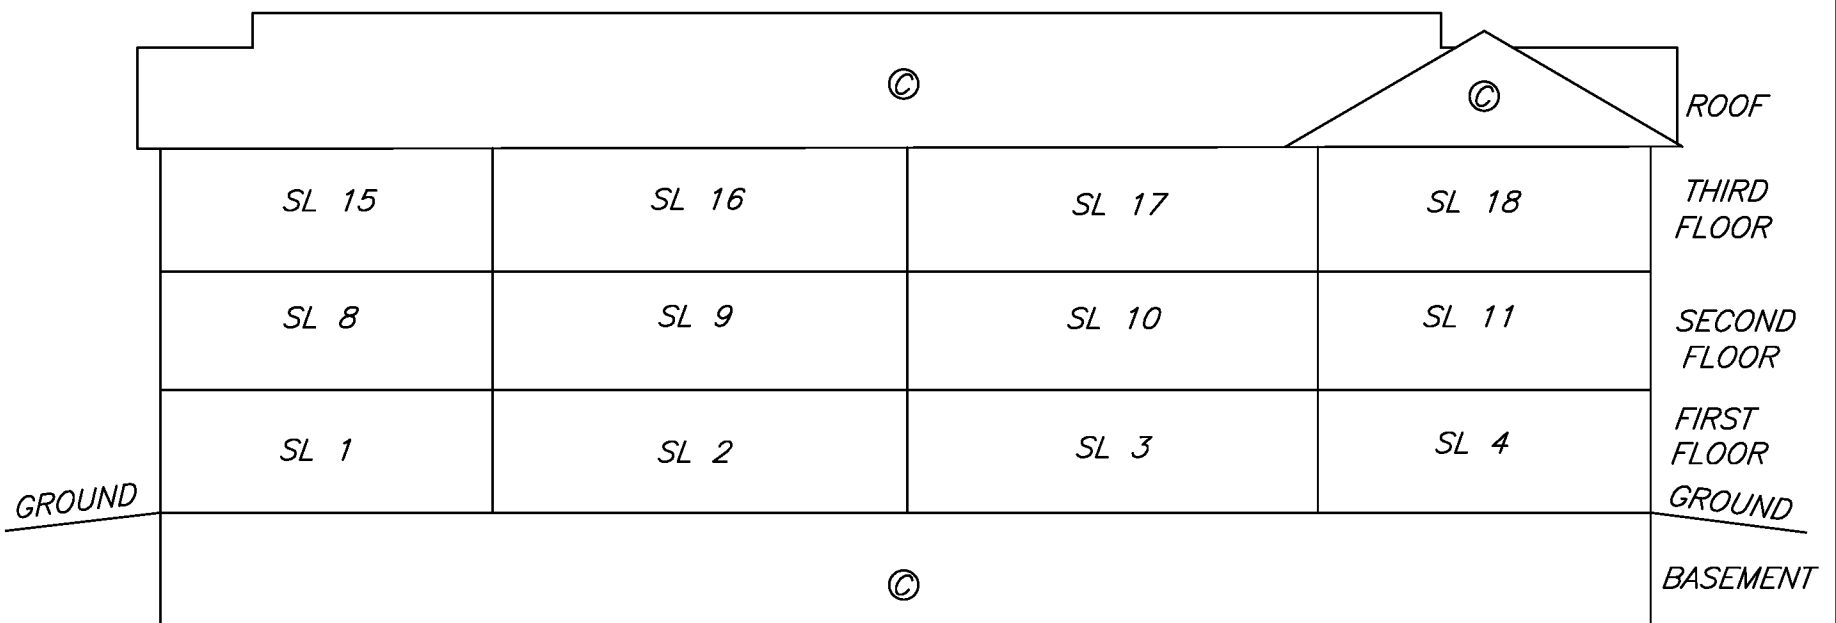 Ⓒ
Ⓒ
ROOF
SL 15 SL 16 SL 17 SL 18
THIRD
FLOOR
SL 8 SL 9 SL 10 SL 11
SECOND
FLOOR
SL 1 SL 2 SL 3 SL 4
FIRST
FLOOR
GROUND GROUND
Ⓒ
BASEMENT